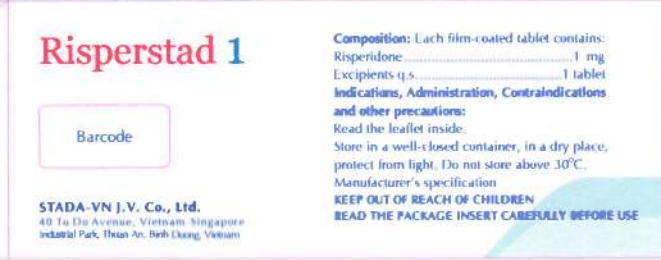 Risperstad 1
Barcode
STADA-VN J.V. Co., Ltd.
40 Tu Do Avenue, Vietnam Singapore
Industrial Park, Thuan An, Binh Duong, Vietnam
Composition: Each film-coated tablet contains:
Risperidone..............................1 mg
Excipients q.s..............................1 tablet
Indications, Administration, Contraindications
and other precautions:
Read the leaflet inside.
Store in a well-closed container, in a dry place,
protect from light. Do not store above 30°C.
Manufacturer's specification
KEEP OUT OF REACH OF CHILDREN
READ THE PACKAGE INSERT CAREFULLY BEFORE USE